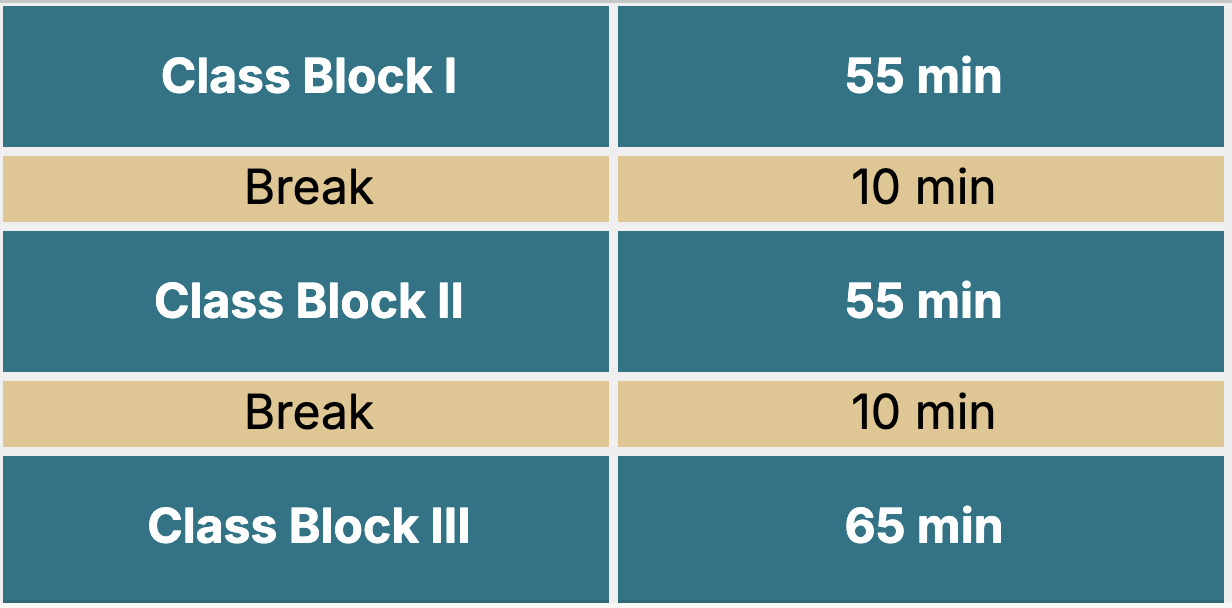 Class Block I 55 min
Break 10 min
Class Block II 55 min
Break 10 min
Class Block III 65 min